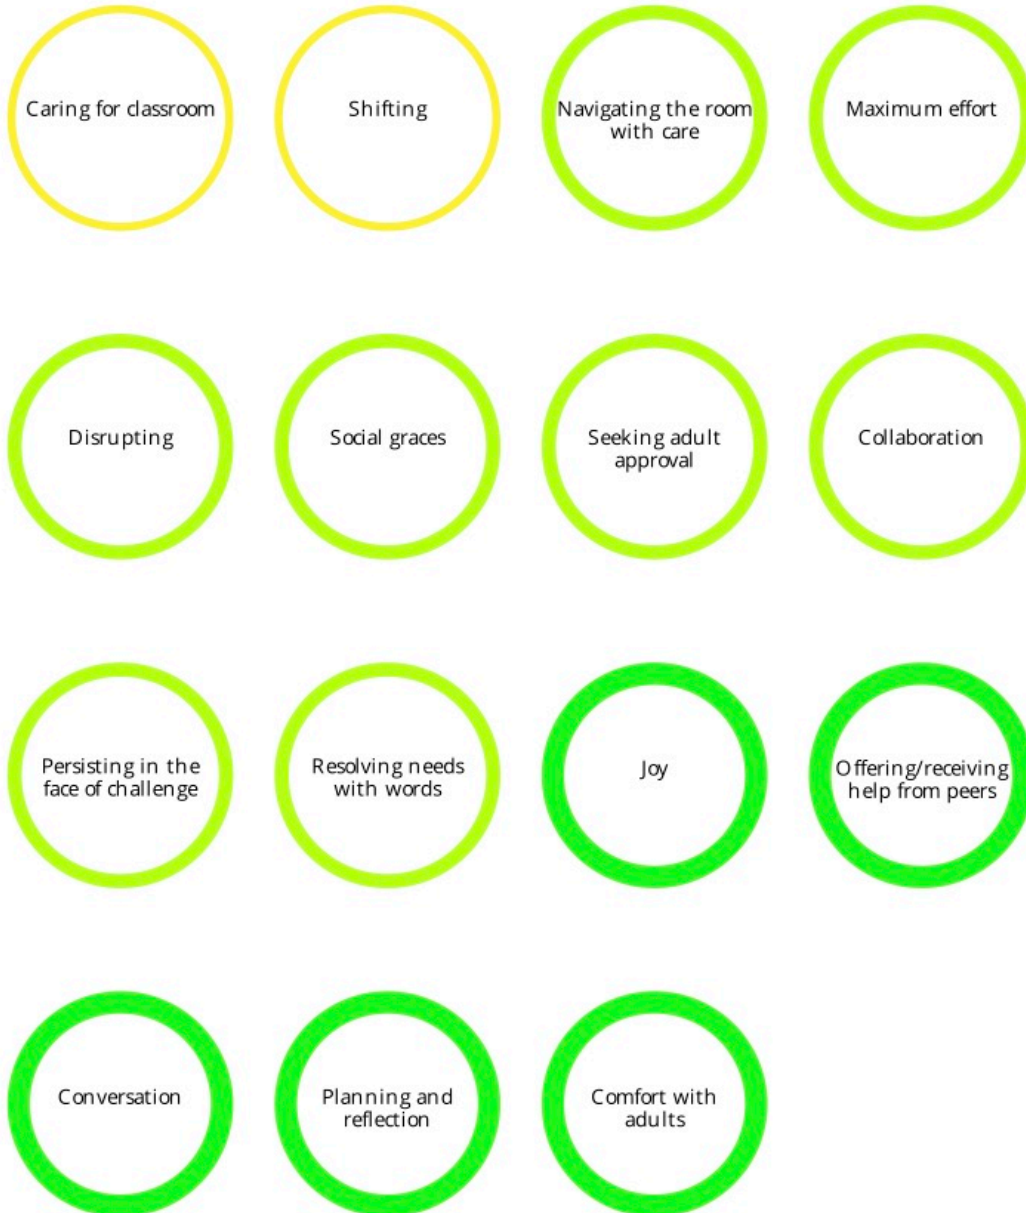 Caring for classroom
Shifting
Navigating the room
with care
Maximum effort
Disrupting
Social graces
Seeking adult
approval
Collaboration
Persisting in the
face of challenge
Resolving needs
with words
Joy
Offering/receiving
help from peers
Conversation
Planning and
reflection
Comfort with
adults